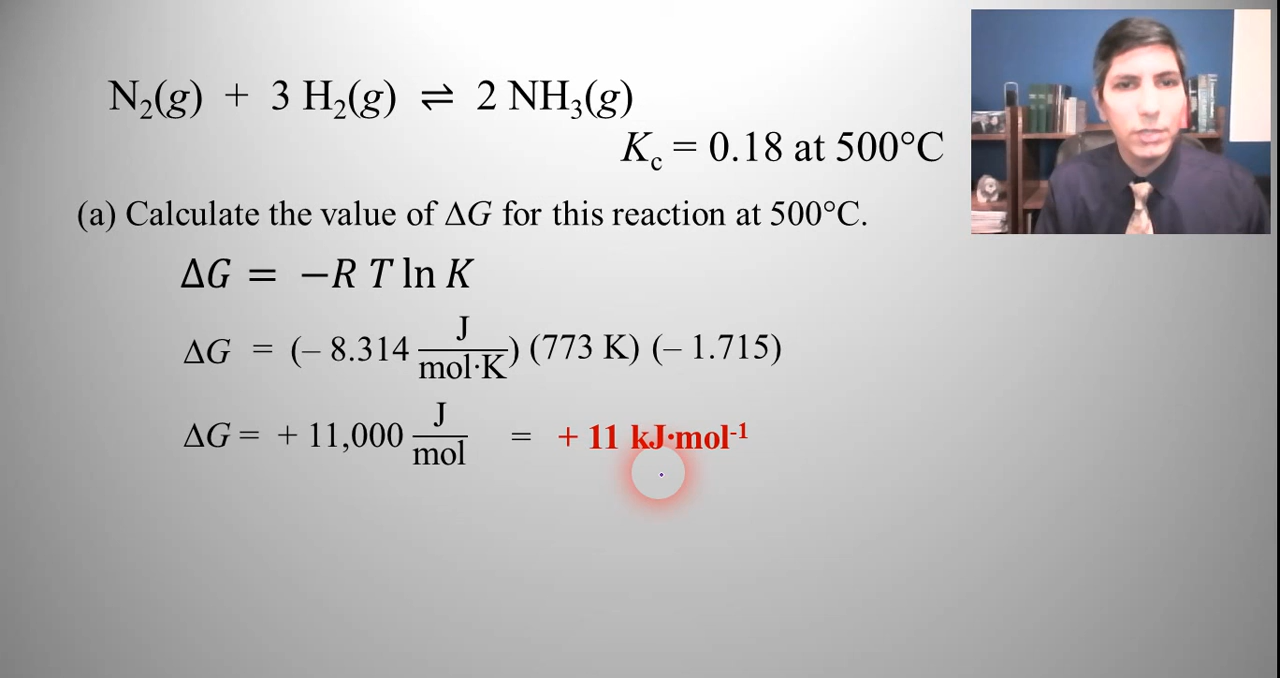 N₂(g) + 3 H₂(g) ⇌ 2 NH₃(g)
K꜀ = 0.18 at 500°C
(a) Calculate the value of ΔG for this reaction at 500°C.
ΔG = −R T ln K
ΔG = (– 8.314 J/mol·K) (773 K) (– 1.715)
ΔG = + 11,000 J/mol = + 11 kJ·mol⁻¹